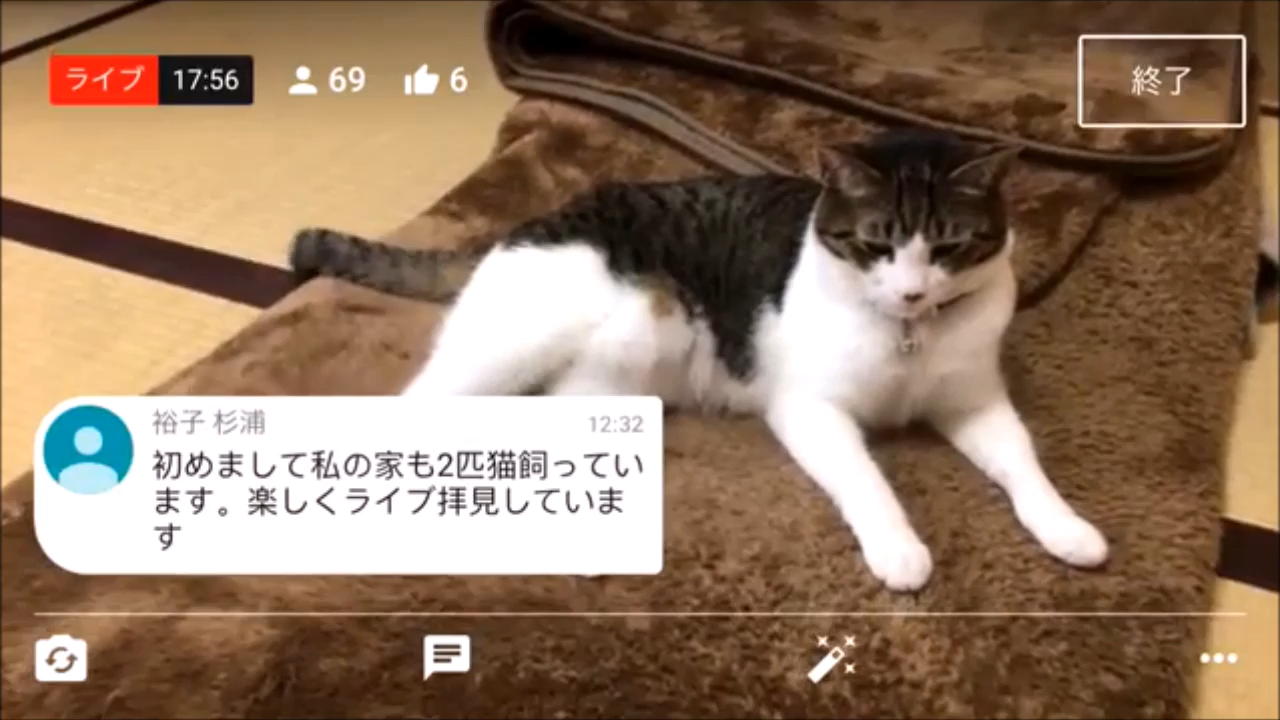 ライブ 17:56 69 6
終了
裕子 杉浦 12:32
初めまして私の家も2匹猫飼ってい
ます。楽しくライブ拝見していま
す